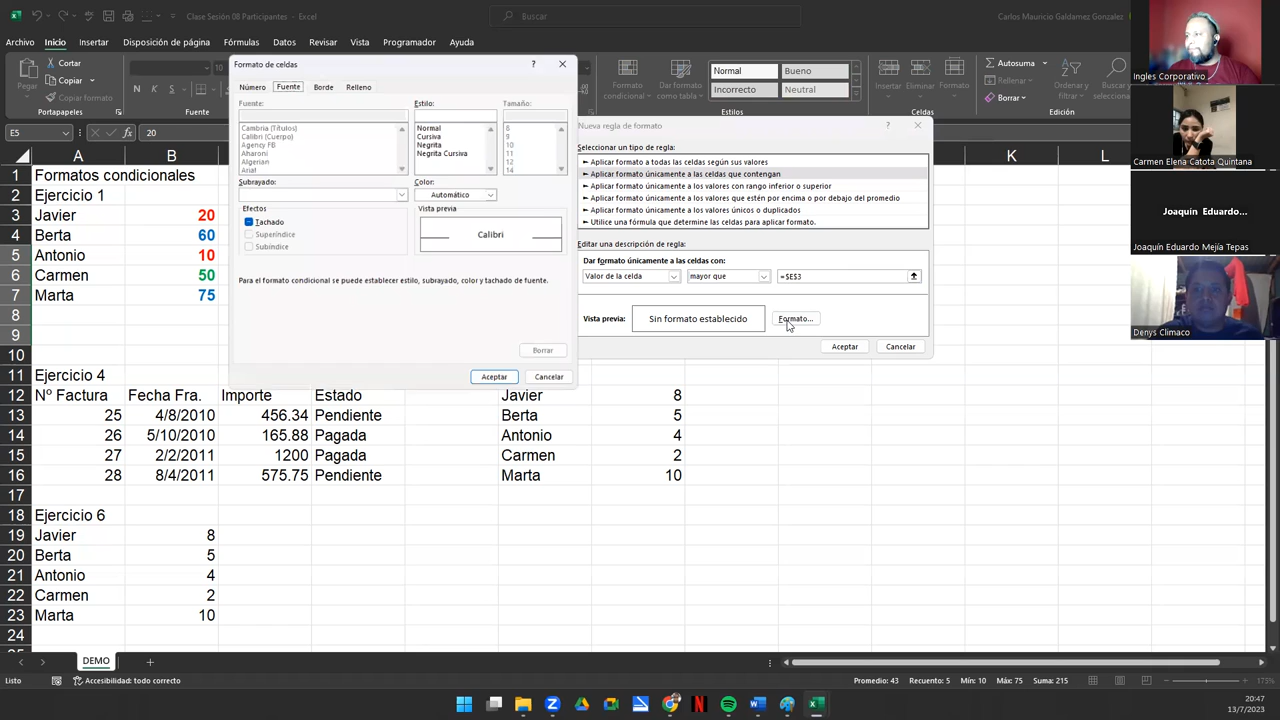 Clase Sesión 08 Participantes - Excel
Buscar
Carlos Mauricio Galdamez Gonzalez
Archivo Inicio Insertar Disposición de página Fórmulas Datos Revisar Vista Programador Ayuda
Pegar
Cortar
Copiar
Copiar formato
Portapapeles
N K S
Formato condicional
Dar formato como tabla
Normal Bueno
Incorrecto Neutral
Estilos
Insertar Eliminar Formato
Autosuma
Rellenar
Borrar
Edición
E5 20
A B K L
1 Formatos condicionales
2 Ejercicio 1
3 Javier 20
4 Berta 60
5 Antonio 10
6 Carmen 50
7 Marta 75
8
9
10
11 Ejercicio 4
12 Nº Factura Fecha Fra. Importe Estado Javier 8
13 25 4/8/2010 456.34 Pendiente Berta 5
14 26 5/10/2010 165.88 Pagada Antonio 4
15 27 2/2/2011 1200 Pagada Carmen 2
16 28 8/4/2011 575.75 Pendiente Marta 10
17
18 Ejercicio 6
19 Javier 8
20 Berta 5
21 Antonio 4
22 Carmen 2
23 Marta 10
24
Formato de celdas
Número Fuente Borde Relleno
Fuente: Estilo: Tamaño:
Cambria (Títulos) Normal 8
Calibri (Cuerpo) Cursiva 9
Agency FB Negrita 10
Aharoni Negrita Cursiva 11
Algerian 12
Arial 14
Subrayado: Color:
Automático
Efectos Vista previa
Tachado
Superíndice
Subíndice
Calibri
Para el formato condicional se puede establecer estilo, subrayado, color y tachado de fuente.
Borrar
Aceptar Cancelar
Nueva regla de formato
Seleccionar un tipo de regla:
► Aplicar formato a todas las celdas según sus valores
► Aplicar formato únicamente a las celdas que contengan
► Aplicar formato únicamente a los valores con rango inferior o superior
► Aplicar formato únicamente a los valores que estén por encima o por debajo del promedio
► Aplicar formato únicamente a los valores únicos o duplicados
► Utilice una fórmula que determine las celdas para aplicar formato.
Editar una descripción de regla:
Dar formato únicamente a las celdas con:
Valor de la celda mayor que =$E$3
Vista previa: Sin formato establecido Formato...
Aceptar Cancelar
Ingles Corporativo
Carmen Elena Catota Quintana
Joaquin Eduardo...
Joaquín Eduardo Mejía Tepas
Denys Climaco
DEMO
Listo Accesibilidad: todo correcto Promedio: 43 Recuento: 5 Mín: 10 Máx: 75 Suma: 215 175%
20:47
13/7/2023